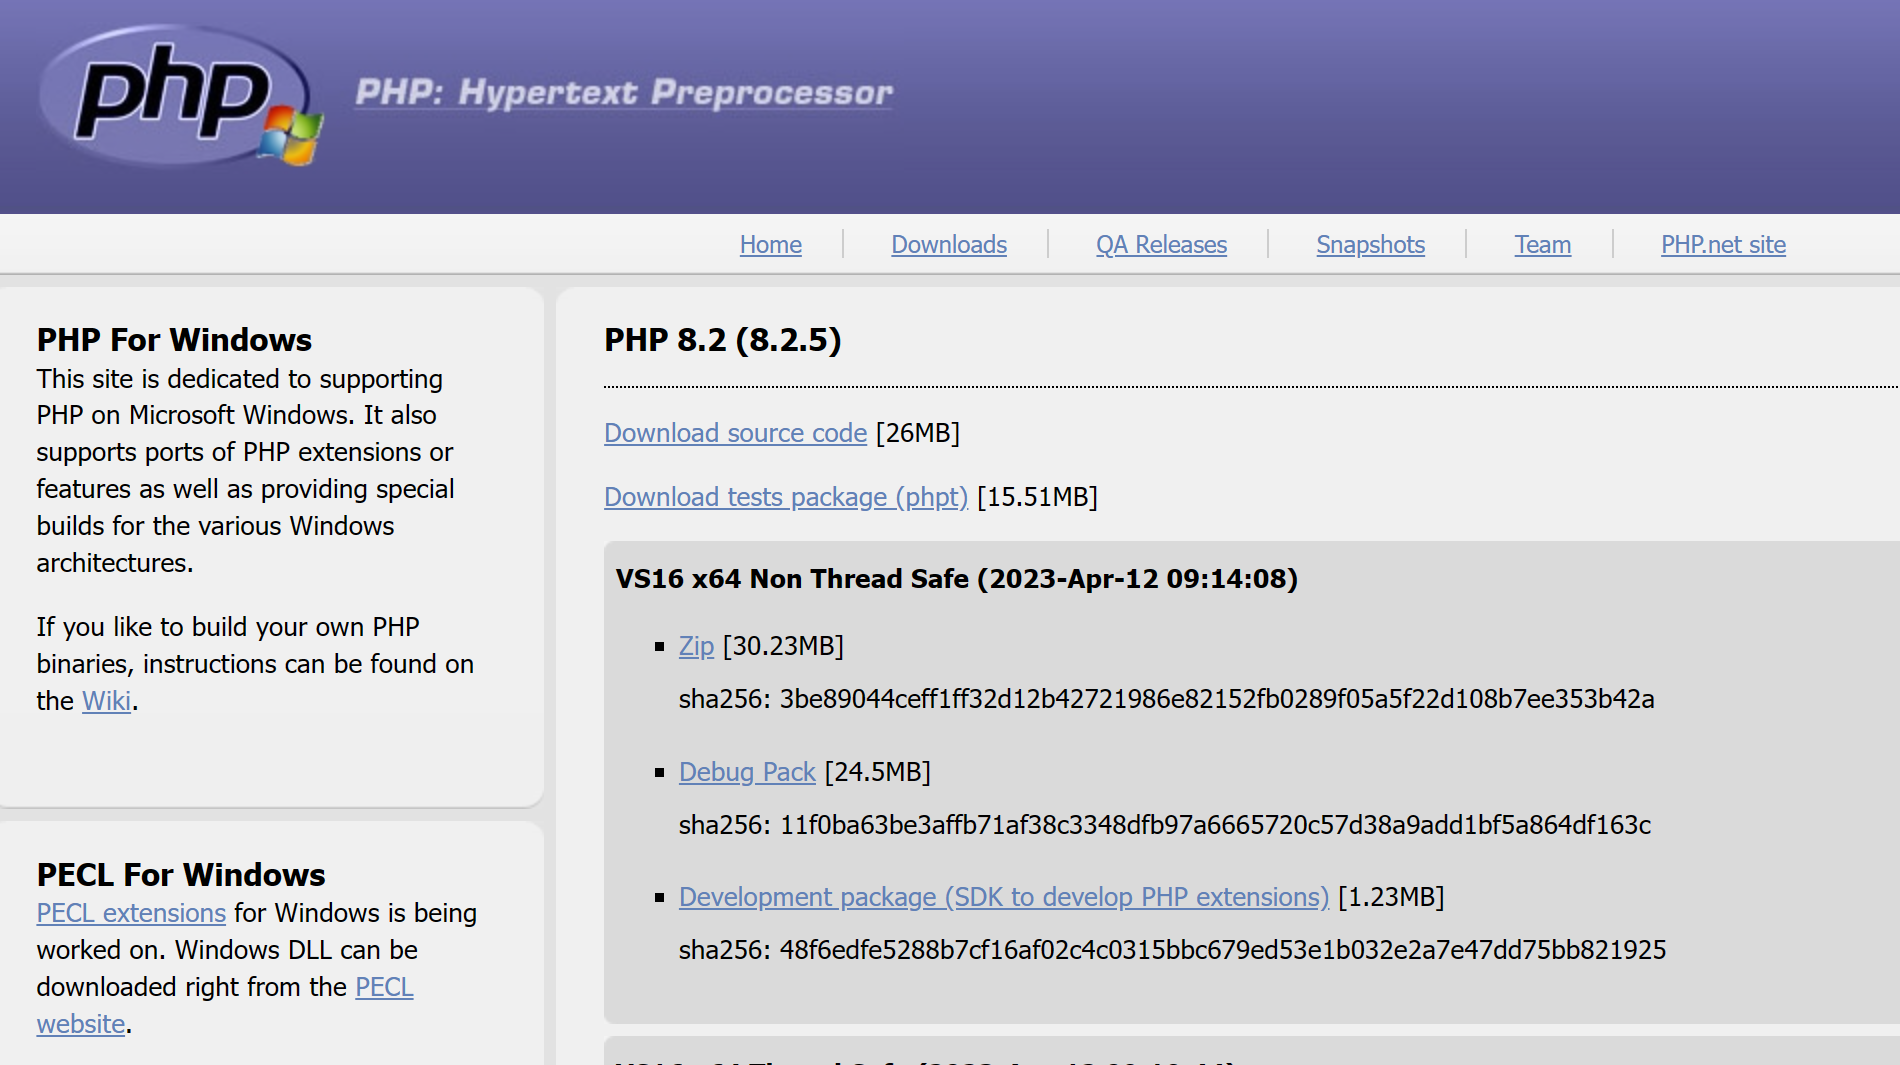 php
PHP: Hypertext Preprocessor
Home
Downloads
QA Releases
Snapshots
Team
PHP.net site
PHP For Windows
This site is dedicated to supporting
PHP on Microsoft Windows. It also
supports ports of PHP extensions or
features as well as providing special
builds for the various Windows
architectures.
If you like to build your own PHP
binaries, instructions can be found on
the Wiki.
PECL For Windows
PECL extensions for Windows is being
worked on. Windows DLL can be
downloaded right from the PECL
website.
PHP 8.2 (8.2.5)
Download source code [26MB]
Download tests package (phpt) [15.51MB]
VS16 x64 Non Thread Safe (2023-Apr-12 09:14:08)
Zip [30.23MB]
sha256: 3be89044ceff1ff32d12b42721986e82152fb0289f05a5f22d108b7ee353b42a
Debug Pack [24.5MB]
sha256: 11f0ba63be3affb71af38c3348dfb97a6665720c57d38a9add1bf5a864df163c
Development package (SDK to develop PHP extensions) [1.23MB]
sha256: 48f6edfe5288b7cf16af02c4c0315bbc679ed53e1b032e2a7e47dd75bb821925